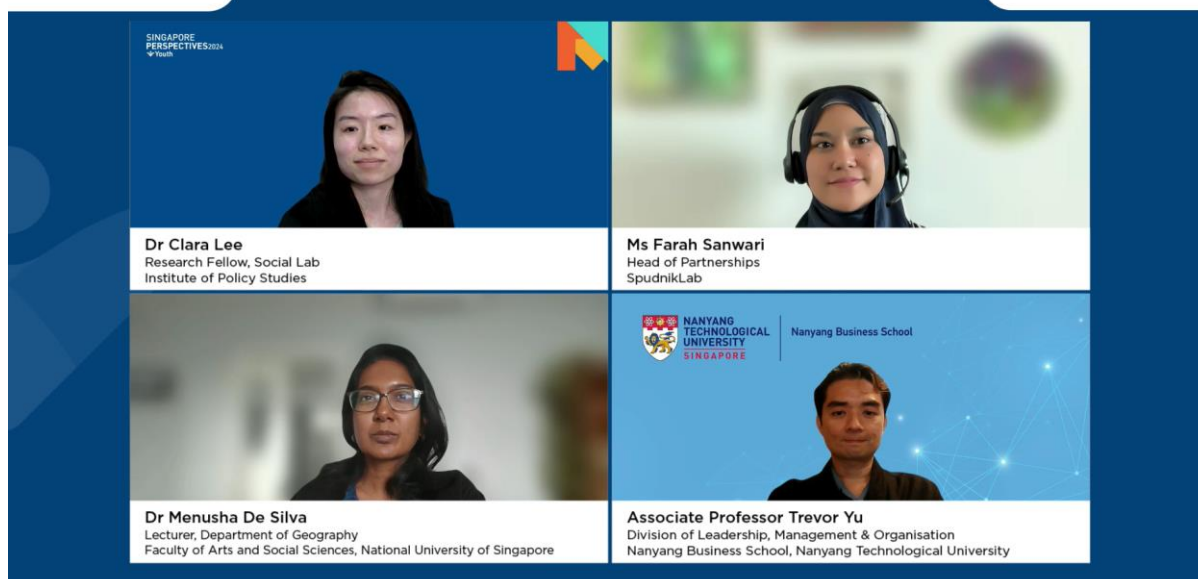 SINGAPORE
PERSPECTIVES2024
Youth
Dr Clara Lee
Research Fellow, Social Lab
Institute of Policy Studies
Ms Farah Sanwari
Head of Partnerships
SpudnikLab
Dr Menusha De Silva
Lecturer, Department of Geography
Faculty of Arts and Social Sciences, National University of Singapore
NANYANG
TECHNOLOGICAL
UNIVERSITY
SINGAPORE
Nanyang Business School
Associate Professor Trevor Yu
Division of Leadership, Management & Organisation
Nanyang Business School, Nanyang Technological University